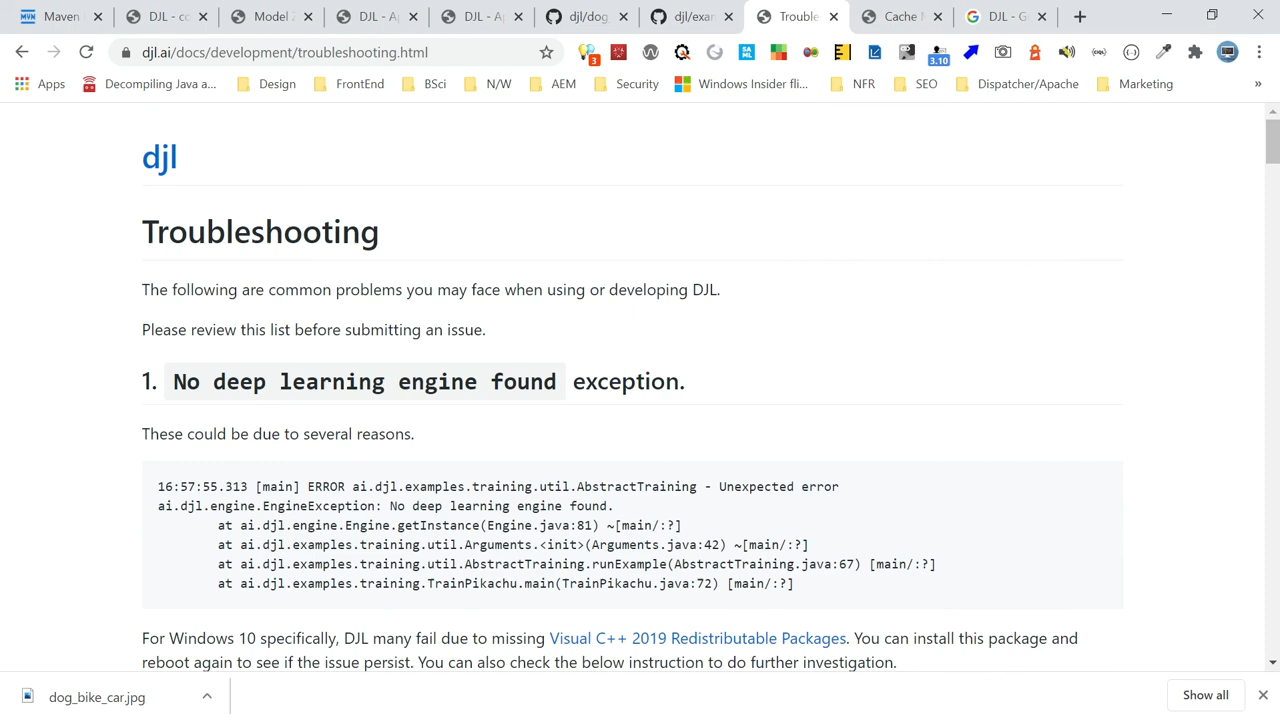 Maven
DJL - co
Model
DJL - A
DJL - A
djl/dog
djl/exan
Trouble
Cache
DJL - G
djl.ai/docs/development/troubleshooting.html
3
3.10
Apps
Decompiling Java a...
Design
FrontEnd
BSci
N/W
AEM
Security
Windows Insider fli...
NFR
SEO
Dispatcher/Apache
Marketing
»
djl
Troubleshooting
The following are common problems you may face when using or developing DJL.
Please review this list before submitting an issue.
1. No deep learning engine found exception.
These could be due to several reasons.
16:57:55.313 [main] ERROR ai.djl.examples.training.util.AbstractTraining - Unexpected error
ai.djl.engine.EngineException: No deep learning engine found.
at ai.djl.engine.Engine.getInstance(Engine.java:81) ~[main/:?]
at ai.djl.examples.training.util.Arguments.<init>(Arguments.java:42) ~[main/:?]
at ai.djl.examples.training.util.AbstractTraining.runExample(AbstractTraining.java:67) [main/:?]
at ai.djl.examples.training.TrainPikachu.main(TrainPikachu.java:72) [main/:?]
For Windows 10 specifically, DJL many fail due to missing Visual C++ 2019 Redistributable Packages. You can install this package and
reboot again to see if the issue persist. You can also check the below instruction to do further investigation.
dog_bike_car.jpg
Show all